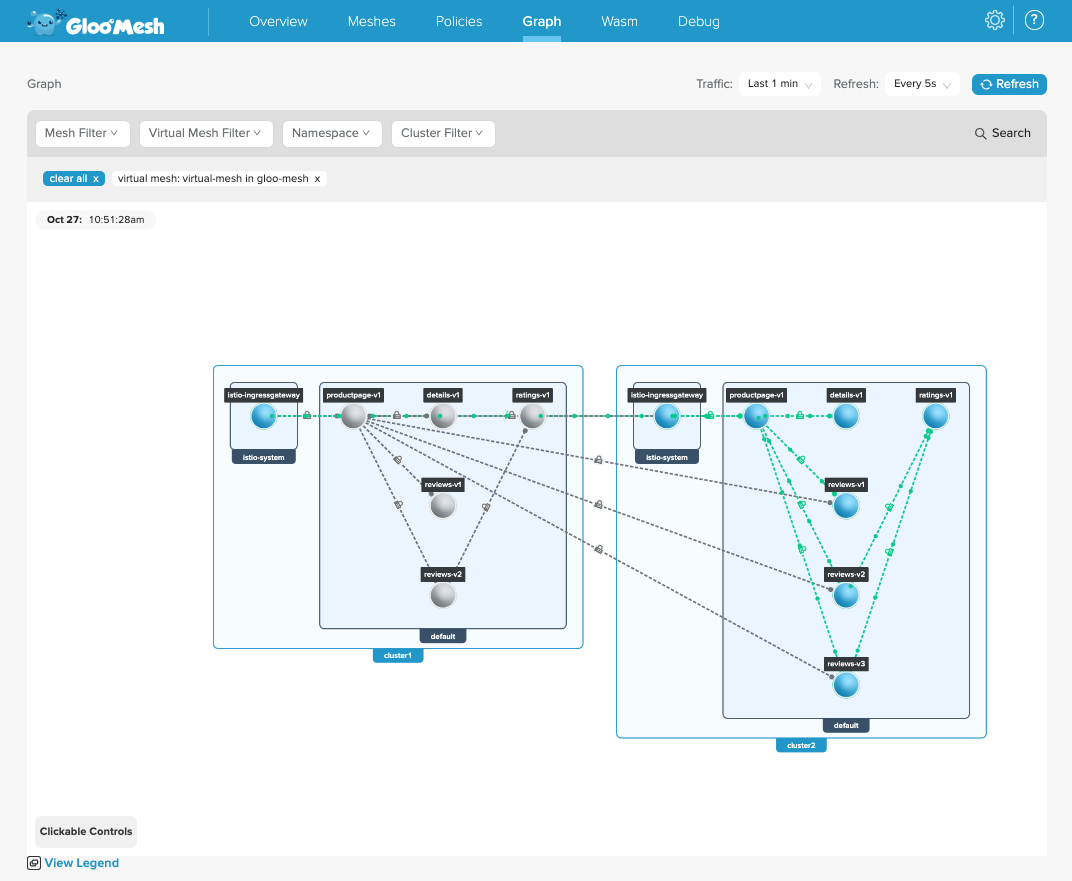 Gloo Mesh
Overview Meshes Policies Graph Wasm Debug ?
Graph
Traffic: Last 1 min Refresh: Every 5s Refresh
Mesh Filter Virtual Mesh Filter Namespace Cluster Filter Search
clear all x virtual mesh: virtual-mesh in gloo-mesh x
Oct 27: 10:51:28am
istio-ingressgateway productpage-v1 details-v1 ratings-v1 istio-ingressgateway productpage-v1 details-v1 ratings-v1
istio-system istio-system
reviews-v1 reviews-v1
reviews-v2 reviews-v2
default
cluster1
reviews-v3
default
cluster2
Clickable Controls
View Legend